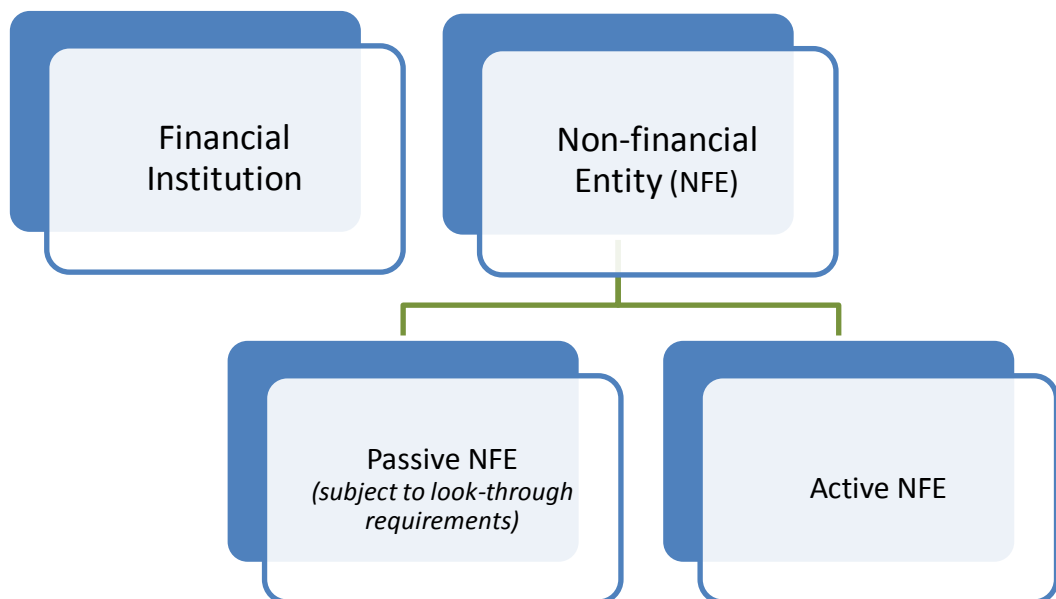 Financial
Institution
Non-financial
Entity (NFE)
Passive NFE
(subject to look-through
requirements)
Active NFE